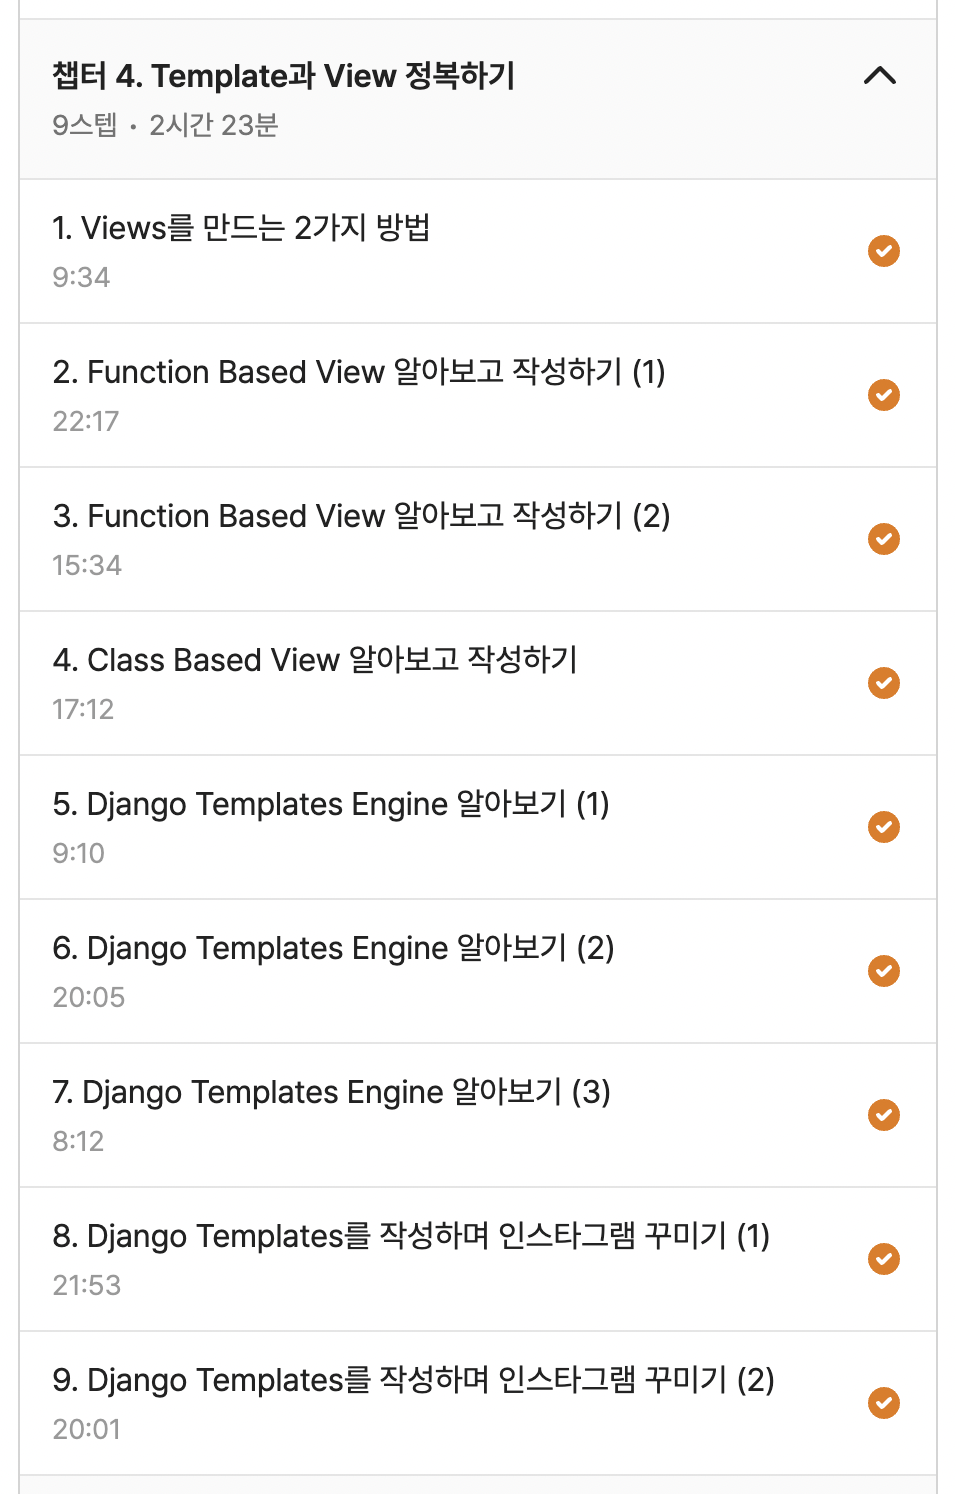 챕터 4. Template과 View 정복하기
9스텝 • 2시간 23분
1. Views를 만드는 2가지 방법
9:34
2. Function Based View 알아보고 작성하기 (1)
22:17
3. Function Based View 알아보고 작성하기 (2)
15:34
4. Class Based View 알아보고 작성하기
17:12
5. Django Templates Engine 알아보기 (1)
9:10
6. Django Templates Engine 알아보기 (2)
20:05
7. Django Templates Engine 알아보기 (3)
8:12
8. Django Templates를 작성하며 인스타그램 꾸미기 (1)
21:53
9. Django Templates를 작성하며 인스타그램 꾸미기 (2)
20:01